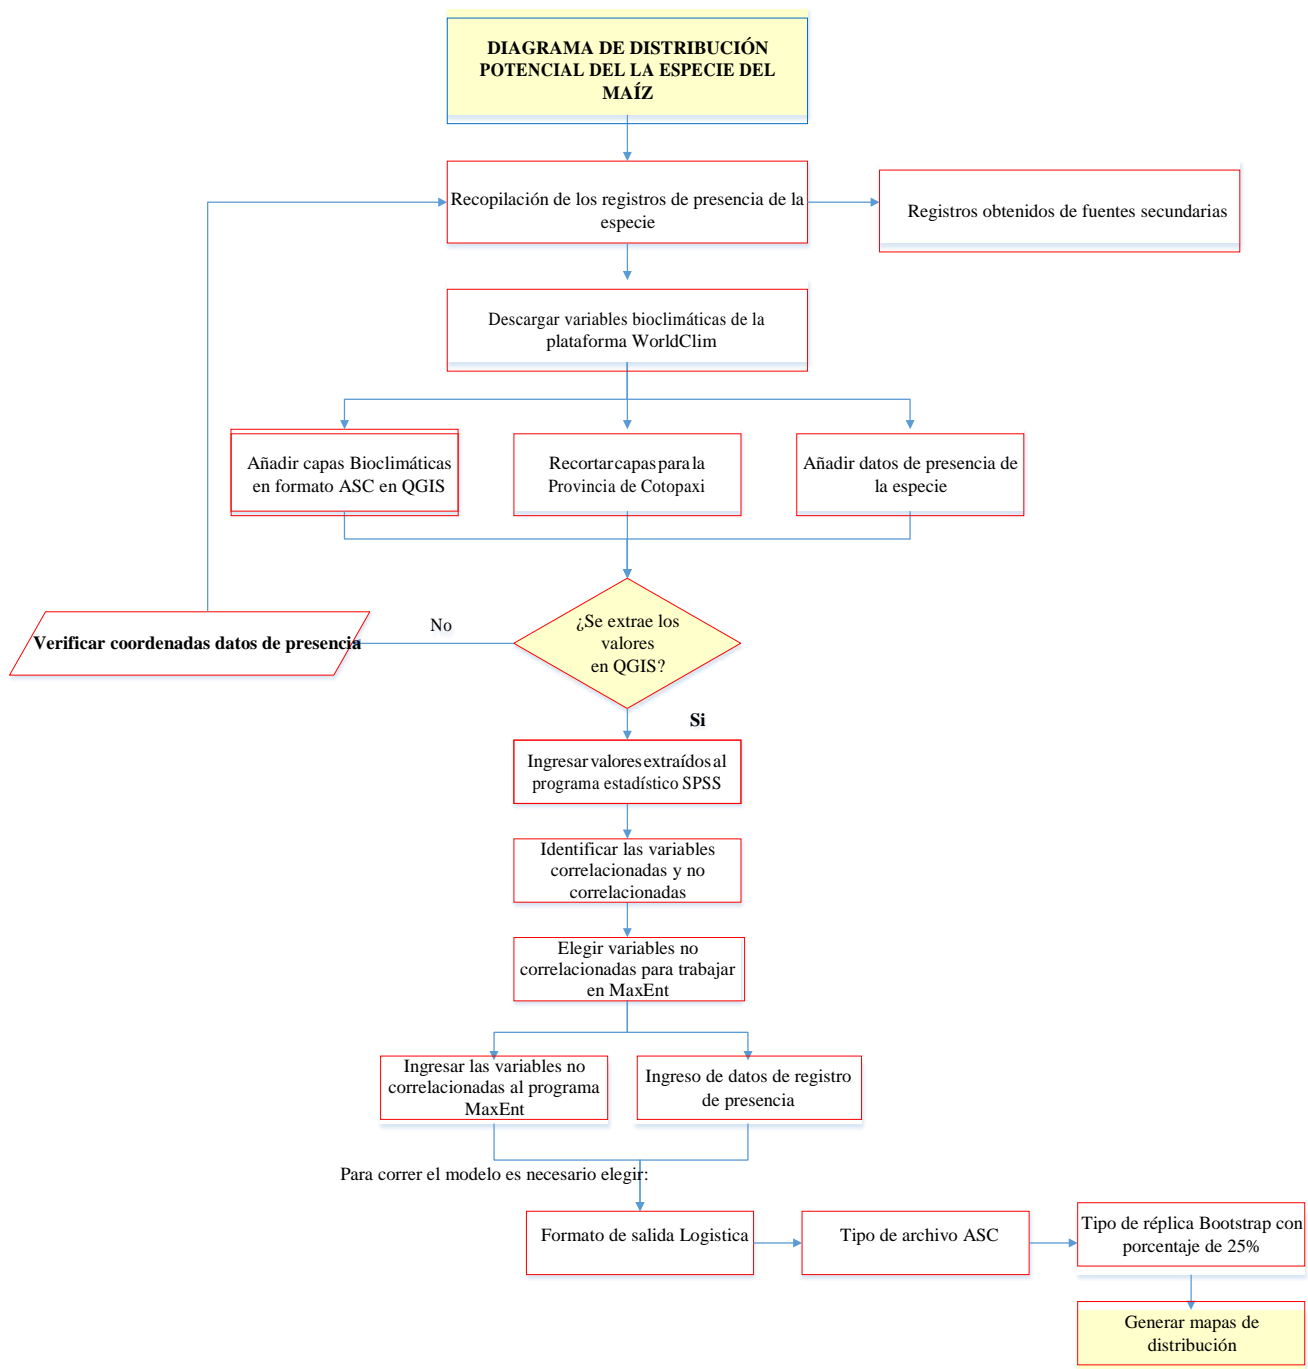 DIAGRAMA DE DISTRIBUCIÓN
POTENCIAL DEL LA ESPECIE DEL
MAÍZ
Recopilación de los registros de presencia de la
especie
Registros obtenidos de fuentes secundarias
Descargar variables bioclimáticas de la
plataforma WorldClim
Añadir capas Bioclimáticas
en formato ASC en QGIS
Recortar capas para la
Provincia de Cotopaxi
Añadir datos de presencia de
la especie
¿Se extrae los
valores
en QGIS?
No
Verificar coordenadas datos de presencia
Si
Ingresar valores extraídos al
programa estadístico SPSS
Identificar las variables
correlacionadas y no
correlacionadas
Elegir variables no
correlacionadas para trabajar
en MaxEnt
Ingresar las variables no
correlacionadas al programa
MaxEnt
Ingreso de datos de registro
de presencia
Para correr el modelo es necesario elegir:
Formato de salida Logistica
Tipo de archivo ASC
Tipo de réplica Bootstrap con
porcentaje de 25%
Generar mapas de
distribución